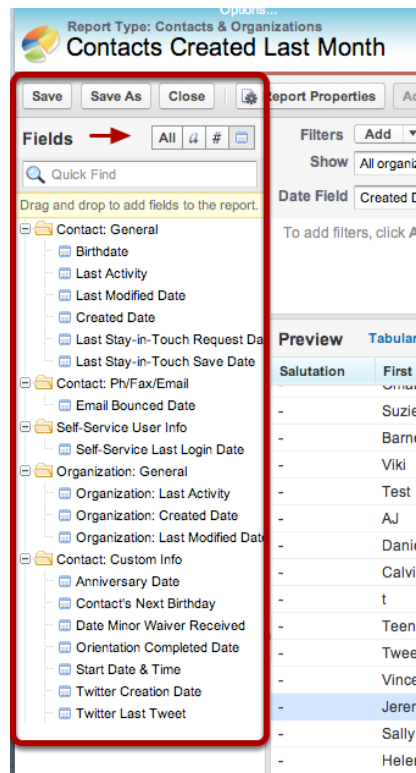 Options...
Report Type: Contacts & Organizations
Contacts Created Last Month
Save Save As Close Report Properties
Fields All a #
Quick Find
Drag and drop to add fields to the report.
Contact: General
Birthdate
Last Activity
Last Modified Date
Created Date
Last Stay-in-Touch Request Da
Last Stay-in-Touch Save Date
Contact: Ph/Fax/Email
Email Bounced Date
Self-Service User Info
Self-Service Last Login Date
Organization: General
Organization: Last Activity
Organization: Created Date
Organization: Last Modified Date
Contact: Custom Info
Anniversary Date
Contact's Next Birthday
Date Minor Waiver Received
Orientation Completed Date
Start Date & Time
Twitter Creation Date
Twitter Last Tweet
Filters Add
Show All organiz
Date Field Created D
To add filters, click A
Preview Tabular
Salutation First
- Suzie
- Barne
- Viki
- Test
- AJ
- Danie
- Calvi
- t
- Teen
- Twee
- Vince
- Jerer
- Sally
- Helen